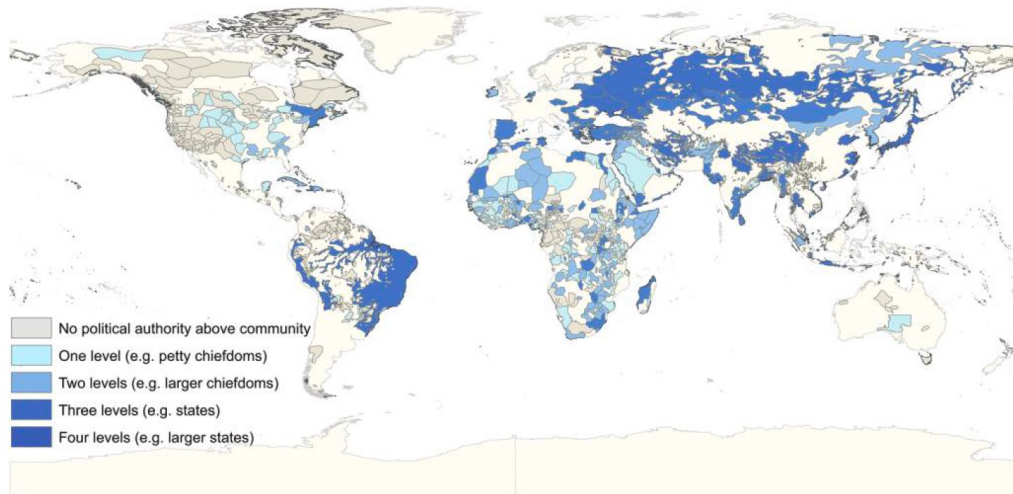 No political authority above community
One level (e.g. petty chiefdoms)
Two levels (e.g. larger chiefdoms)
Three levels (e.g. states)
Four levels (e.g. larger states)